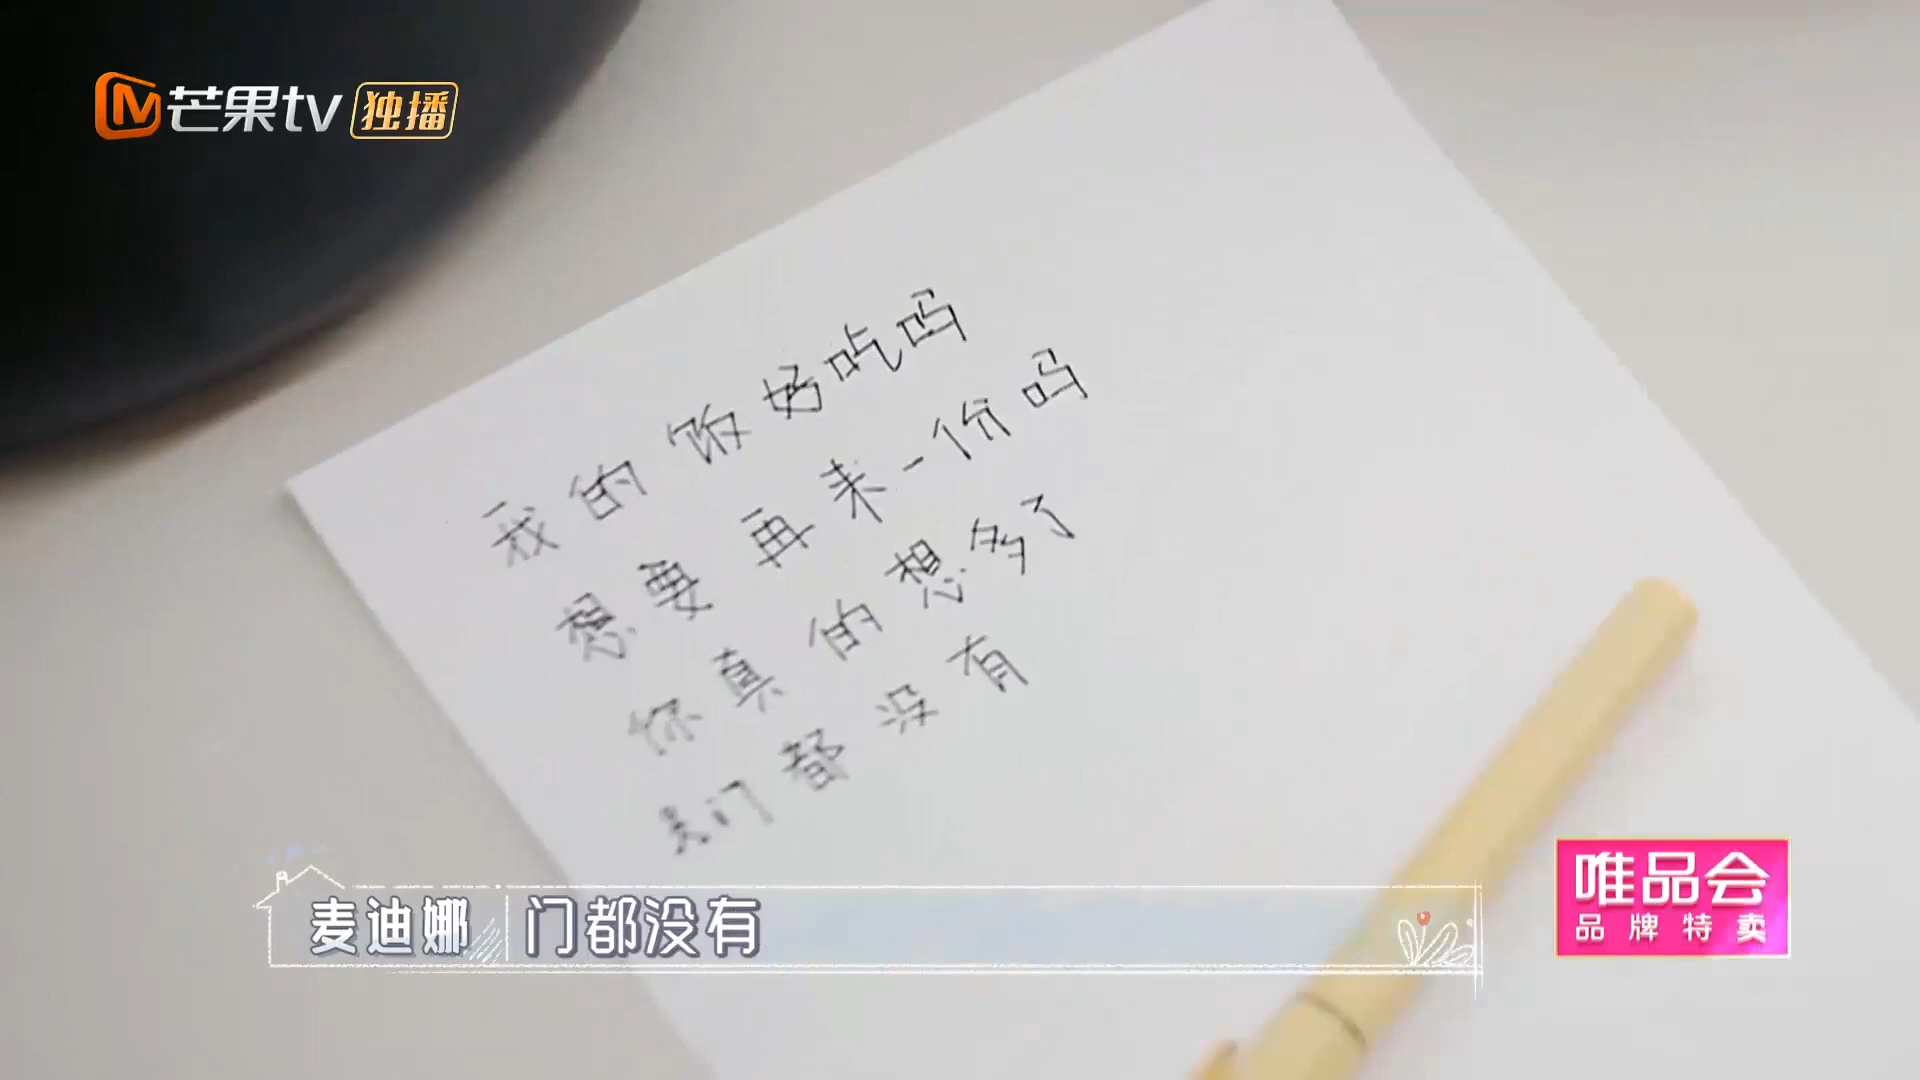 芒果tv 独播
我的饭好吃吗
想要再来一份吗
你真的想多了
门都没有
麦迪娜 门都没有
唯品会
品牌特卖